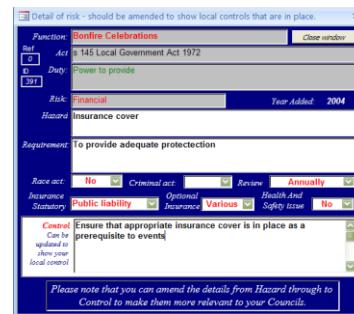 Detail of risk - should be amended to show local controls that are in place.
Function: Bonfire Celebrations Close window
Ref 0 Act s 145 Local Government Act 1972
ID 391 Duty: Power to provide
Risk: Financial Year Added: 2004
Hazard Insurance cover
Requirement: To provide adequate protectection
Race act: No Criminal act: Review Annually
Insurance Statutory Public liability Optional Insurance Various Health And Safety issue No
Control Ensure that appropriate insurance cover is in place as a
Can be updated to show your local control prerequisite to events
Please note that you can amend the details from Hazard through to
Control to make them more relevant to your Councils.